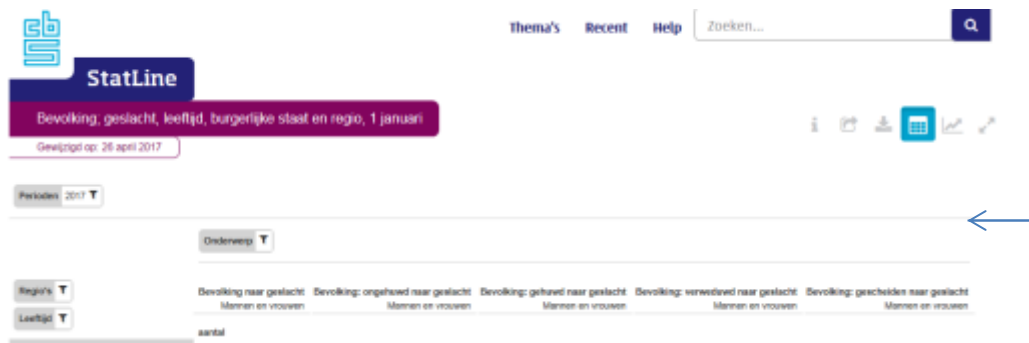 cbs
Thema's Recent Help Zoeken...
StatLine
Bevolking; geslacht, leeftijd, burgerlijke staat en regio, 1 januari
Gewijzigd op: 26 april 2017
Perioden 2017
Onderwerp
Regio's
Leeftijd
Bevolking naar geslacht Bevolking: ongehuwd naar geslacht Bevolking: gehuwd naar geslacht Bevolking: verweduwd naar geslacht Bevolking: gescheiden naar geslacht
Mannen en vrouwen Mannen en vrouwen Mannen en vrouwen Mannen en vrouwen Mannen en vrouwen
aantal